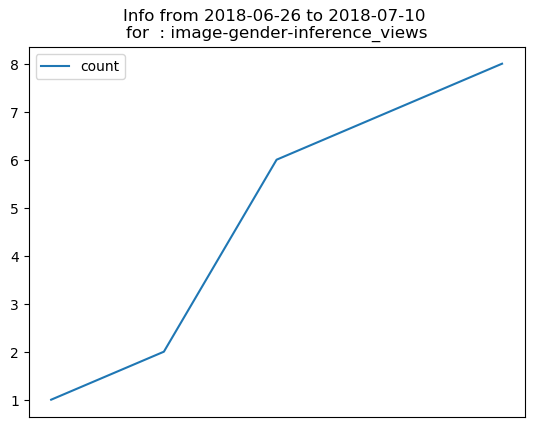 Info from 2018-06-26 to 2018-07-10
for  : image-gender-inference_views
count
8
7
6
5
4
3
2
1